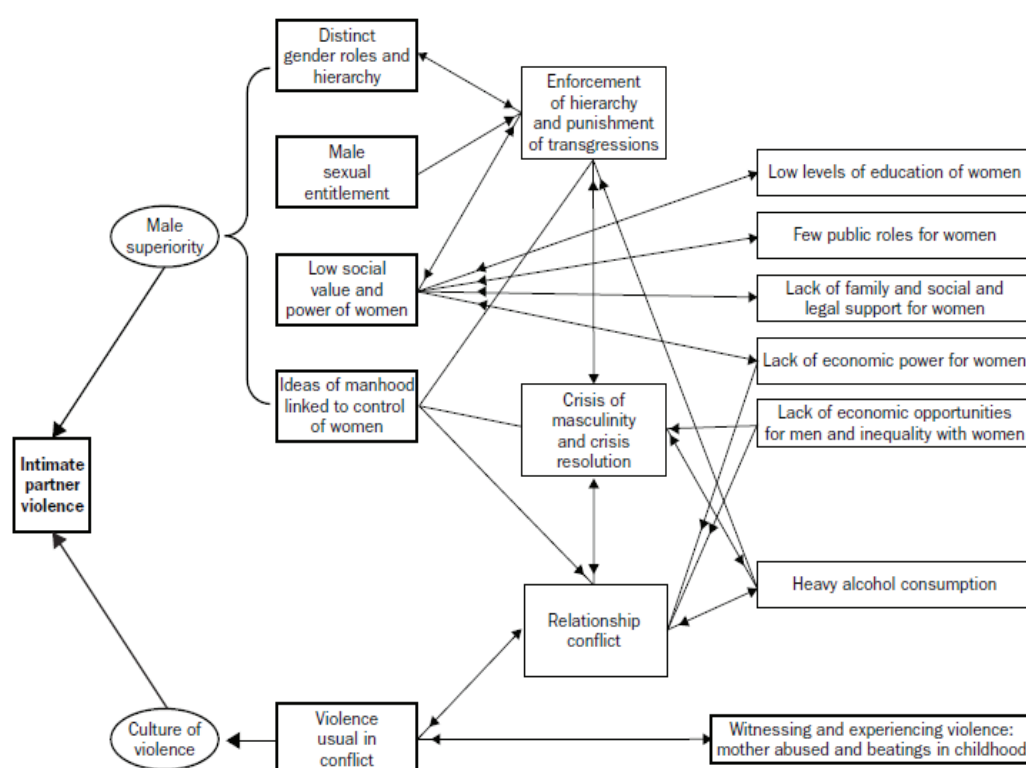 Distinct
gender roles and
hierarchy
Enforcement
of hierarchy
and punishment
of transgressions
Male
sexual
entitlement
Low levels of education of women
Male
superiority
Few public roles for women
Low social
value and
power of women
Lack of family and social and
legal support for women
Lack of economic power for women
Ideas of manhood
linked to control
of women
Crisis of
masculinity
and crisis
resolution
Lack of economic opportunities
for men and inequality with women
Intimate
partner
violence
Heavy alcohol consumption
Relationship
conflict
Culture of
violence
Violence
usual in
conflict
Witnessing and experiencing violence:
mother abused and beatings in childhood